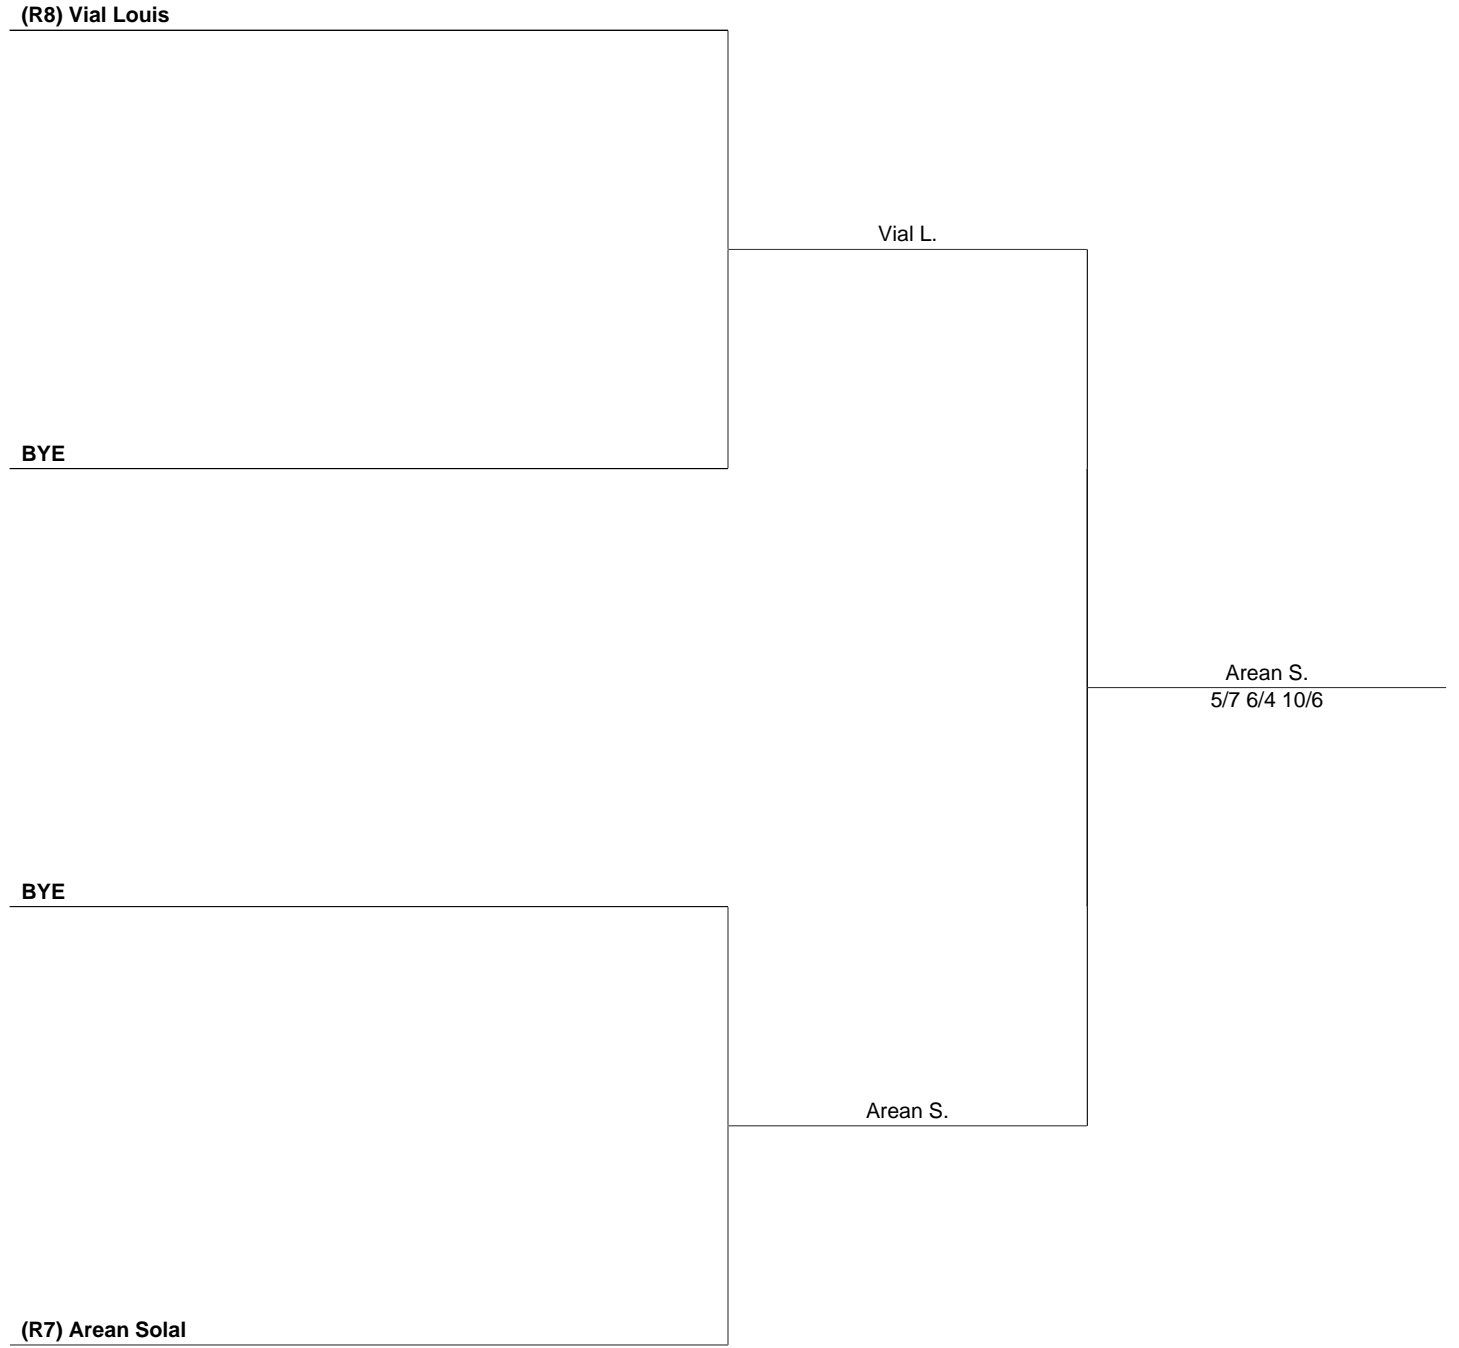 (R8) Vial Louis
Vial L.
BYE
Arean S.
5/7 6/4 10/6
BYE
Arean S.
(R7) Arean Solal